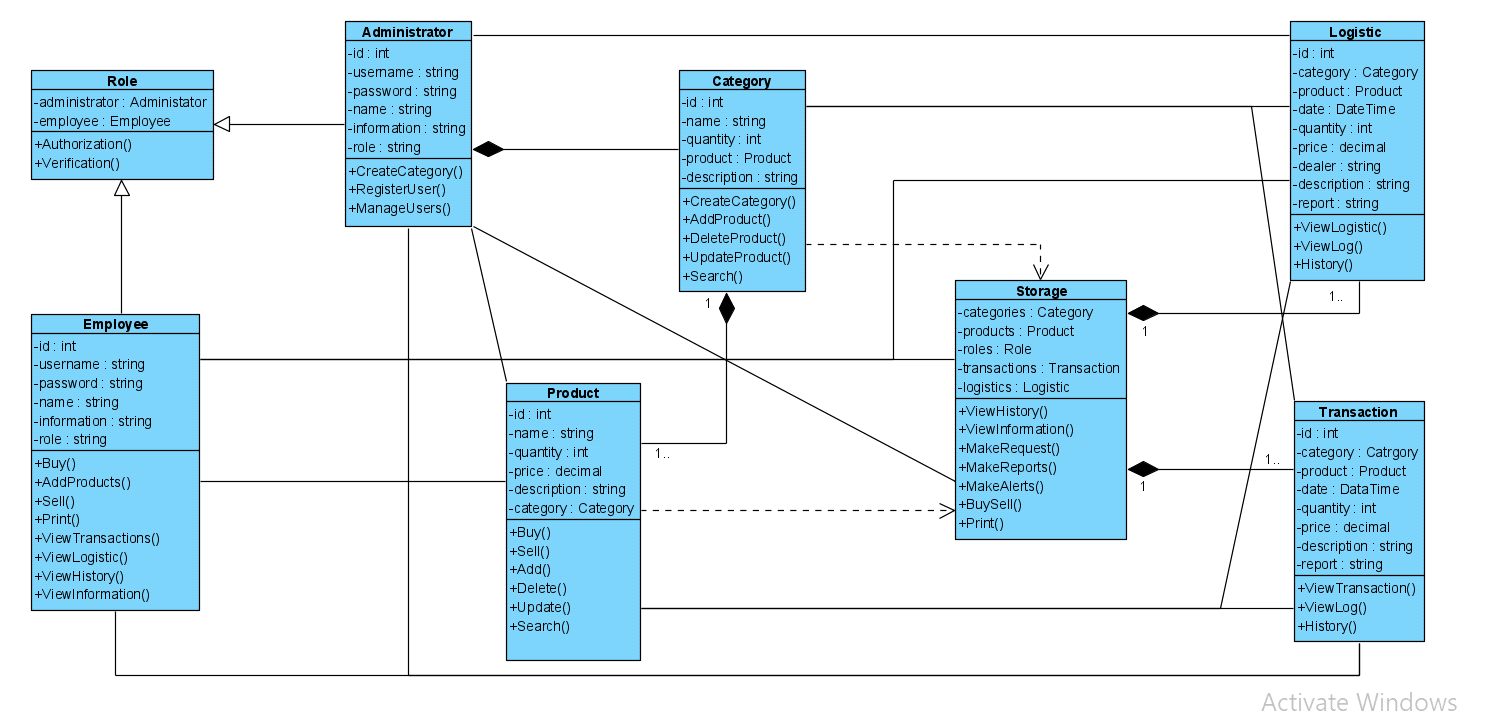 Administrator
-id : int
-username : string
-password : string
-name : string
-information : string
-role : string
+CreateCategory()
+RegisterUser()
+ManageUsers()
Logistic
-id : int
-category : Category
-product : Product
-date : DateTime
-quantity : int
-price : decimal
-dealer : string
-description : string
-report : string
+ViewLogistic()
+ViewLog()
+History()
Role
-administrator : Administator
-employee : Employee
+Authorization()
+Verification()
Category
-id : int
-name : string
-quantity : int
-product : Product
-description : string
+CreateCategory()
+AddProduct()
+DeleteProduct()
+UpdateProduct()
+Search()
1
1..
Storage
-categories : Category
-products : Product
-roles : Role
-transactions : Transaction
-logistics : Logistic
+ViewHistory()
+ViewInformation()
+MakeRequest()
+MakeReports()
+MakeAlerts()
+BuySell()
+Print()
1
1..
1
Employee
-id : int
-username : string
-password : string
-name : string
-information : string
-role : string
+Buy()
+AddProducts()
+Sell()
+Print()
+ViewTransactions()
+ViewLogistic()
+ViewHistory()
+ViewInformation()
Product
-id : int
-name : string
-quantity : int
-price : decimal
-description : string
-category : Category
+Buy()
+Sell()
+Add()
+Delete()
+Update()
+Search()
1..
Transaction
-id : int
-category : Catrgory
-product : Product
-date : DataTime
-quantity : int
-price : decimal
-description : string
-report : string
+ViewTransaction()
+ViewLog()
+History()
Activate Windows